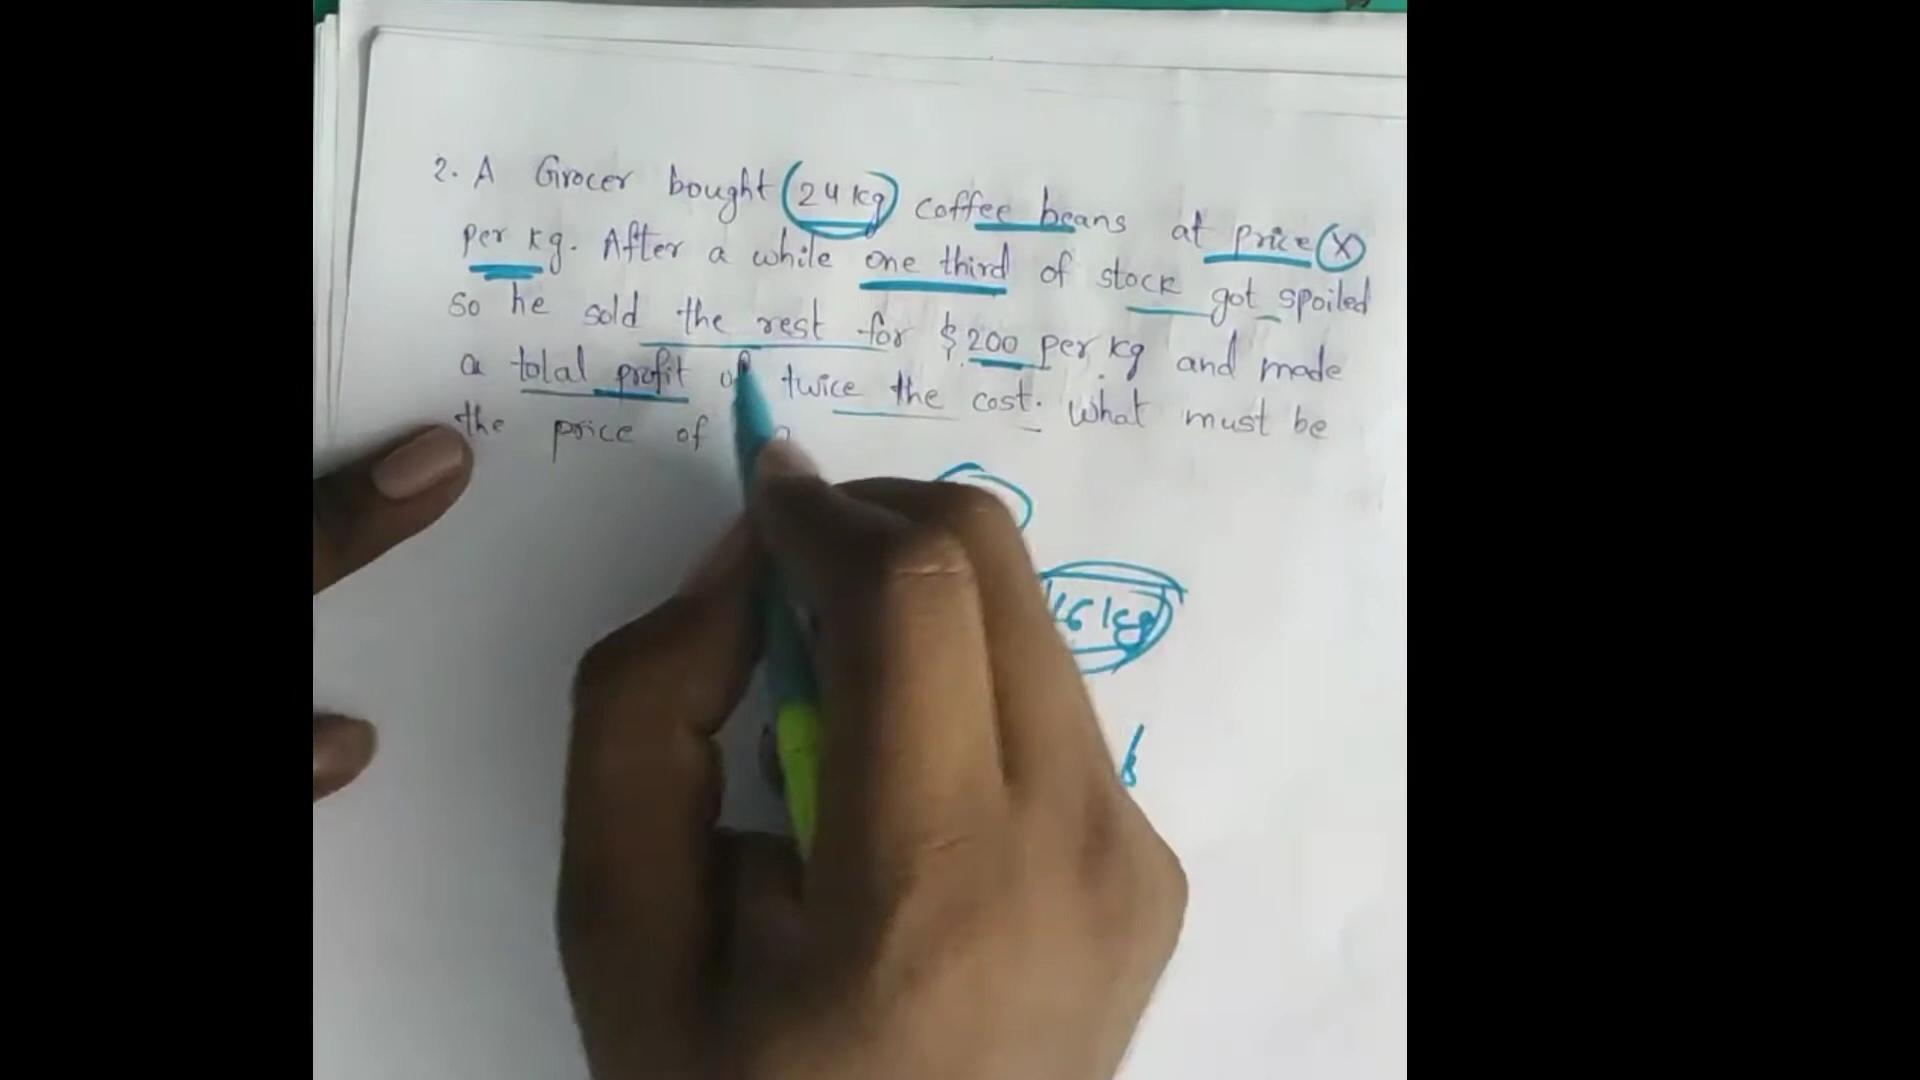 2. A Grocer bought 24 kg coffee beans at price X
per kg. After a while one third of stock got spoiled
so he sold the rest for $200 per kg and made
a total profit of twice the cost. What must be
the price of
16 kg